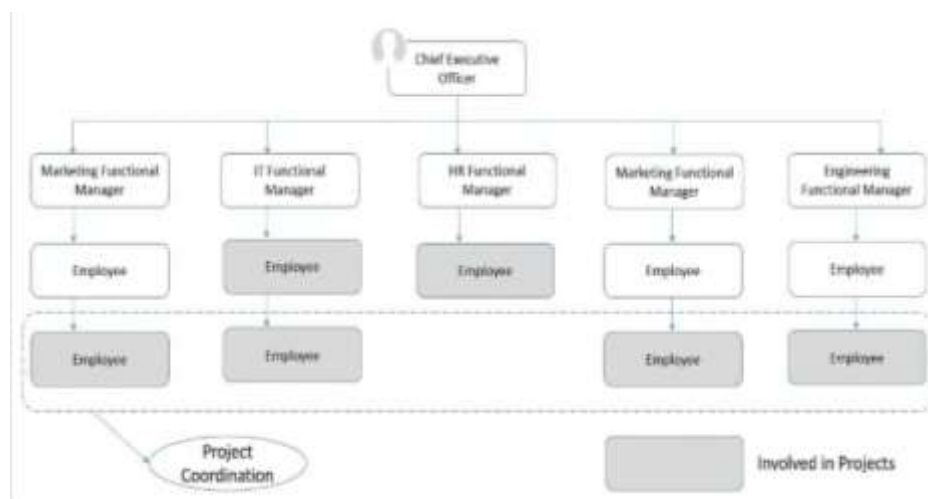 Chief Executive
Officer
Marketing Functional
Manager
IT Functional
Manager
HR Functional
Manager
Marketing Functional
Manager
Engineering
Functional Manager
Employee
Employee
Employee
Employee
Employee
Employee
Employee
Employee
Employee
Project
Coordination
Involved in Projects